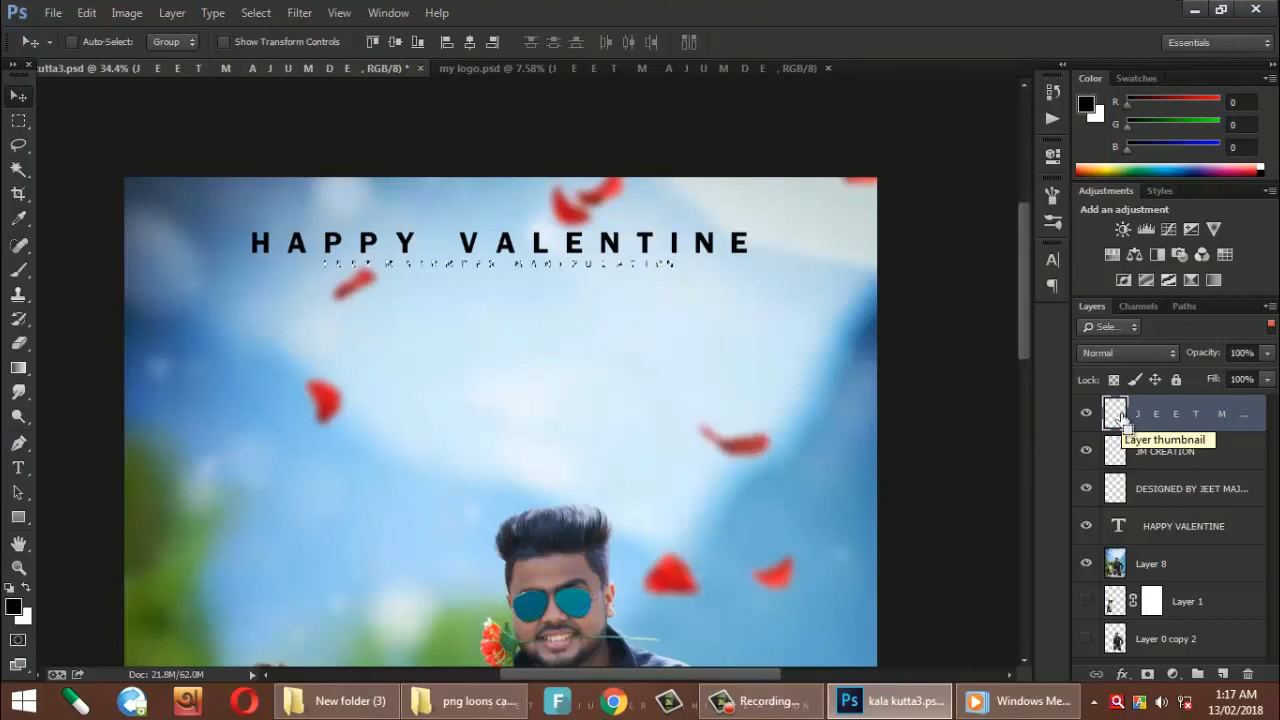 Ps File Edit Image Layer Type Select Filter View Window Help
Auto-Select: Group Show Transform Controls Essentials
kutta3.psd @ 34.4% (J E E T M A J U M D E , RGB/8) * × my logo.psd @ 7.58% (J E E T M A J U M D E , RGB/8) ×
Color Swatches
R 0
G 0
B 0
Adjustments Styles
Add an adjustment
HAPPY VALENTINE
MANIPULATION
Layers Channels Paths
Sele...
Normal Opacity: 100%
Lock: Fill: 100%
J E E T M ...
Layer thumbnail
JM CREATION
DESIGNED BY JEET MAJ...
HAPPY VALENTINE
Layer 8
Layer 1
Layer 0 copy 2
Doc: 21.8M/62.0M
New folder (3) png loons ca... Recording... Ps kala kutta3.ps... Windows Me...
1:17 AM
13/02/2018